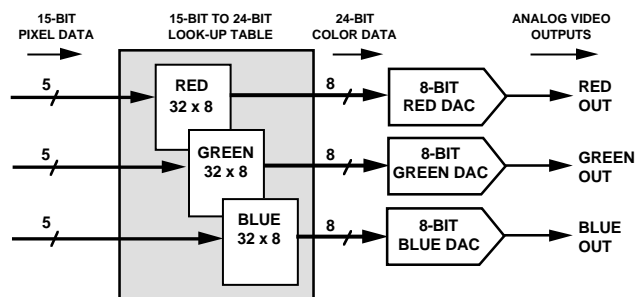 15-BIT
PIXEL DATA
15-BIT TO 24-BIT
LOOK-UP TABLE
24-BIT
COLOR DATA
ANALOG VIDEO
OUTPUTS
5
RED
32 x 8
8
8-BIT
RED DAC
RED
OUT
5
GREEN
32 x 8
8
8-BIT
GREEN DAC
GREEN
OUT
5
BLUE
32 x 8
8
8-BIT
BLUE DAC
BLUE
OUT